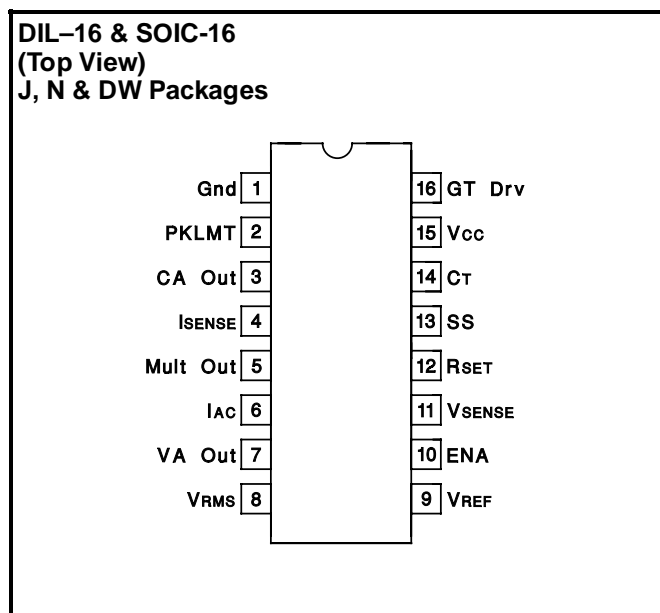 DIL–16 & SOIC-16
(Top View)
J, N & DW Packages
Gnd 1 16 GT Drv
PKLMT 2 15 VCC
CA Out 3 14 CT
ISENSE 4 13 SS
Mult Out 5 12 RSET
IAC 6 11 VSENSE
VA Out 7 10 ENA
VRMS 8 9 VREF